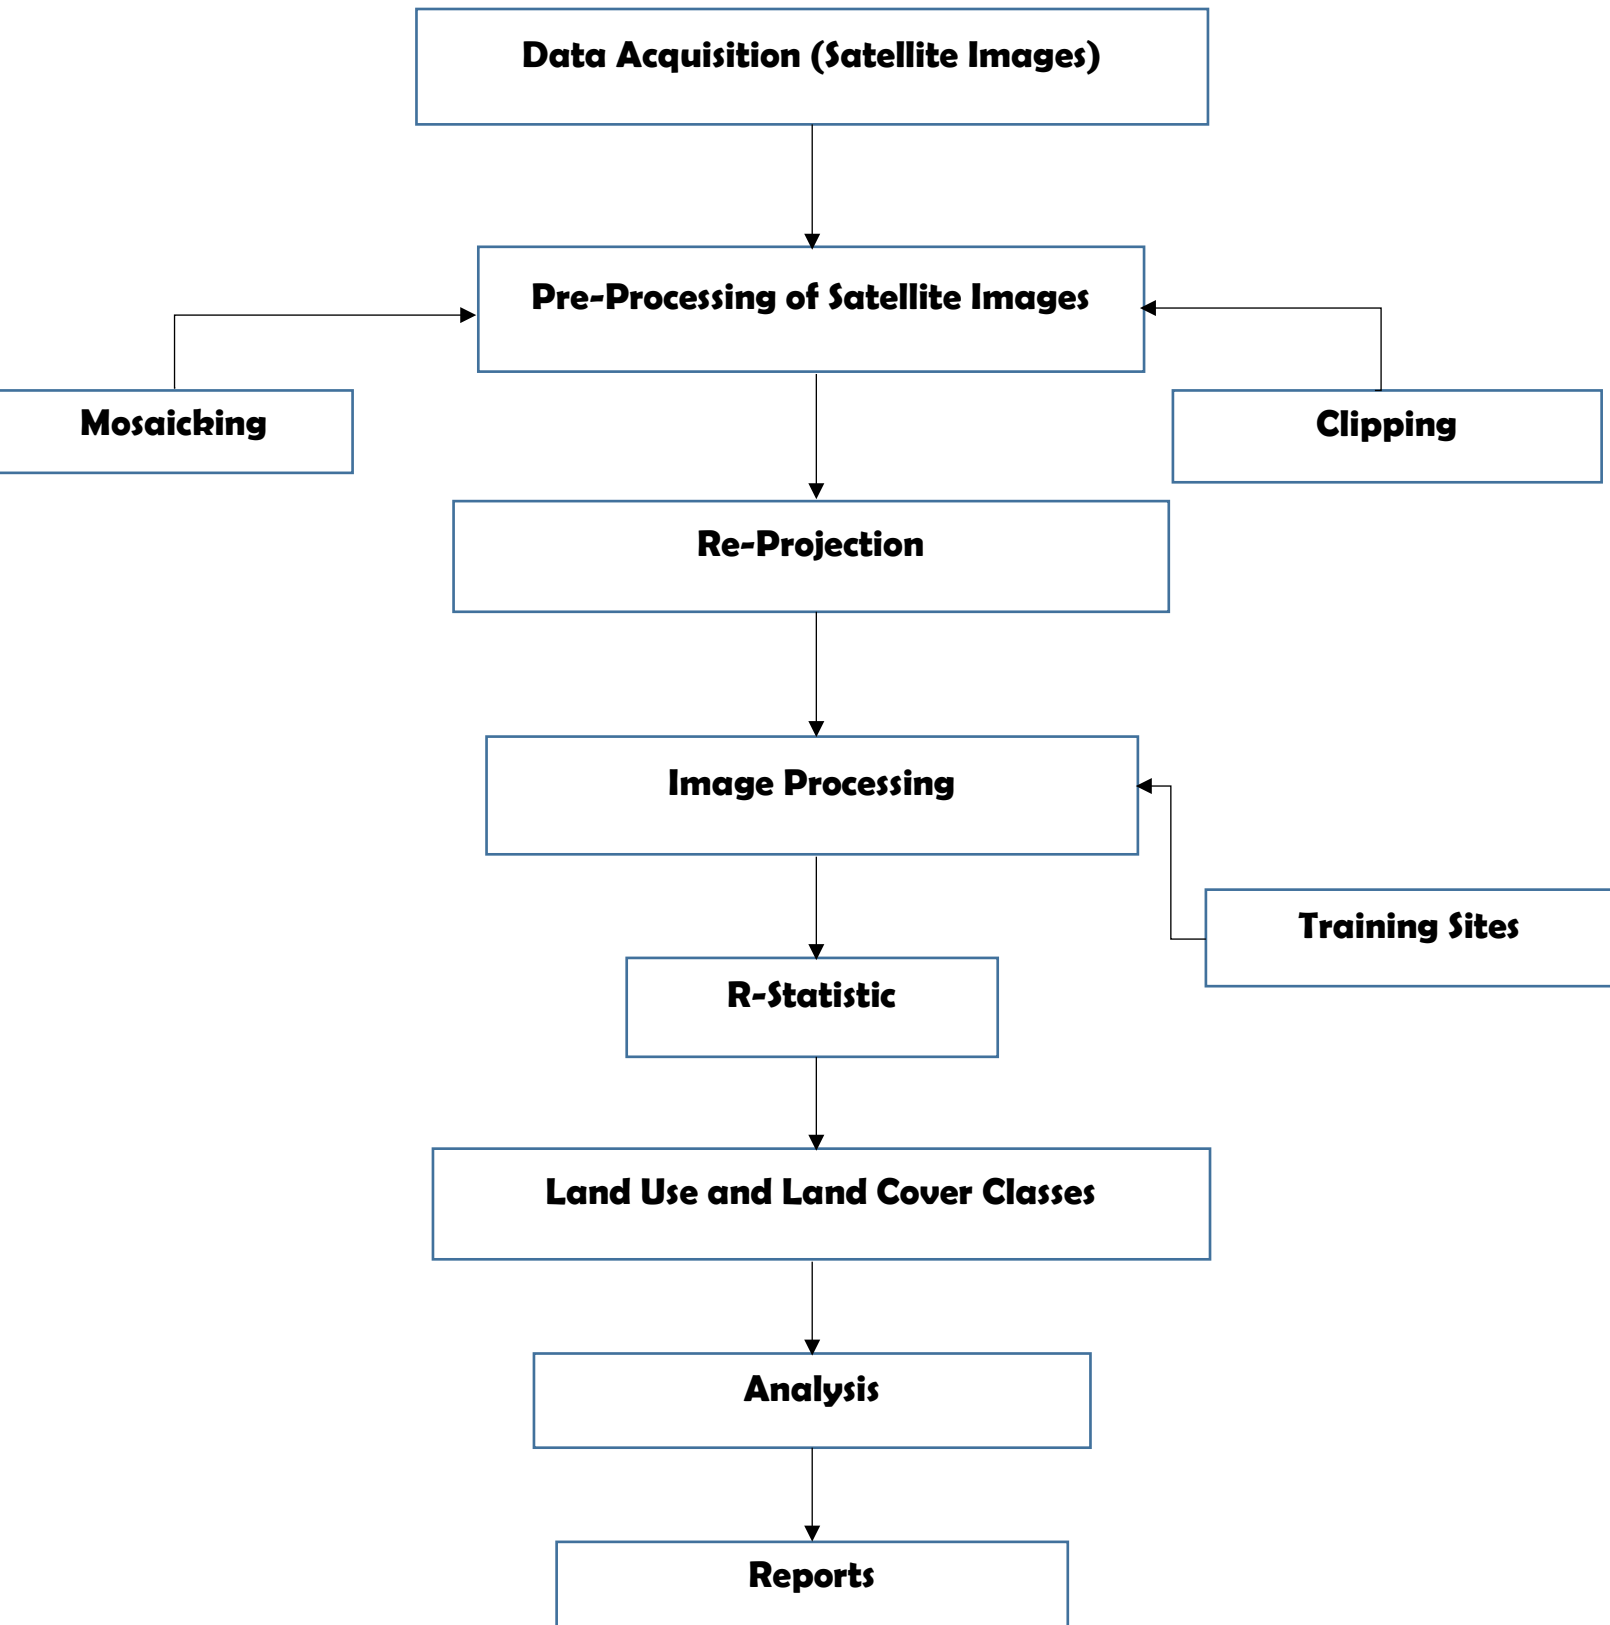 Data Acquisition (Satellite Images)
Pre-Processing of Satellite Images
Mosaicking
Clipping
Re-Projection
Image Processing
Training Sites
R-Statistic
Land Use and Land Cover Classes
Analysis
Reports